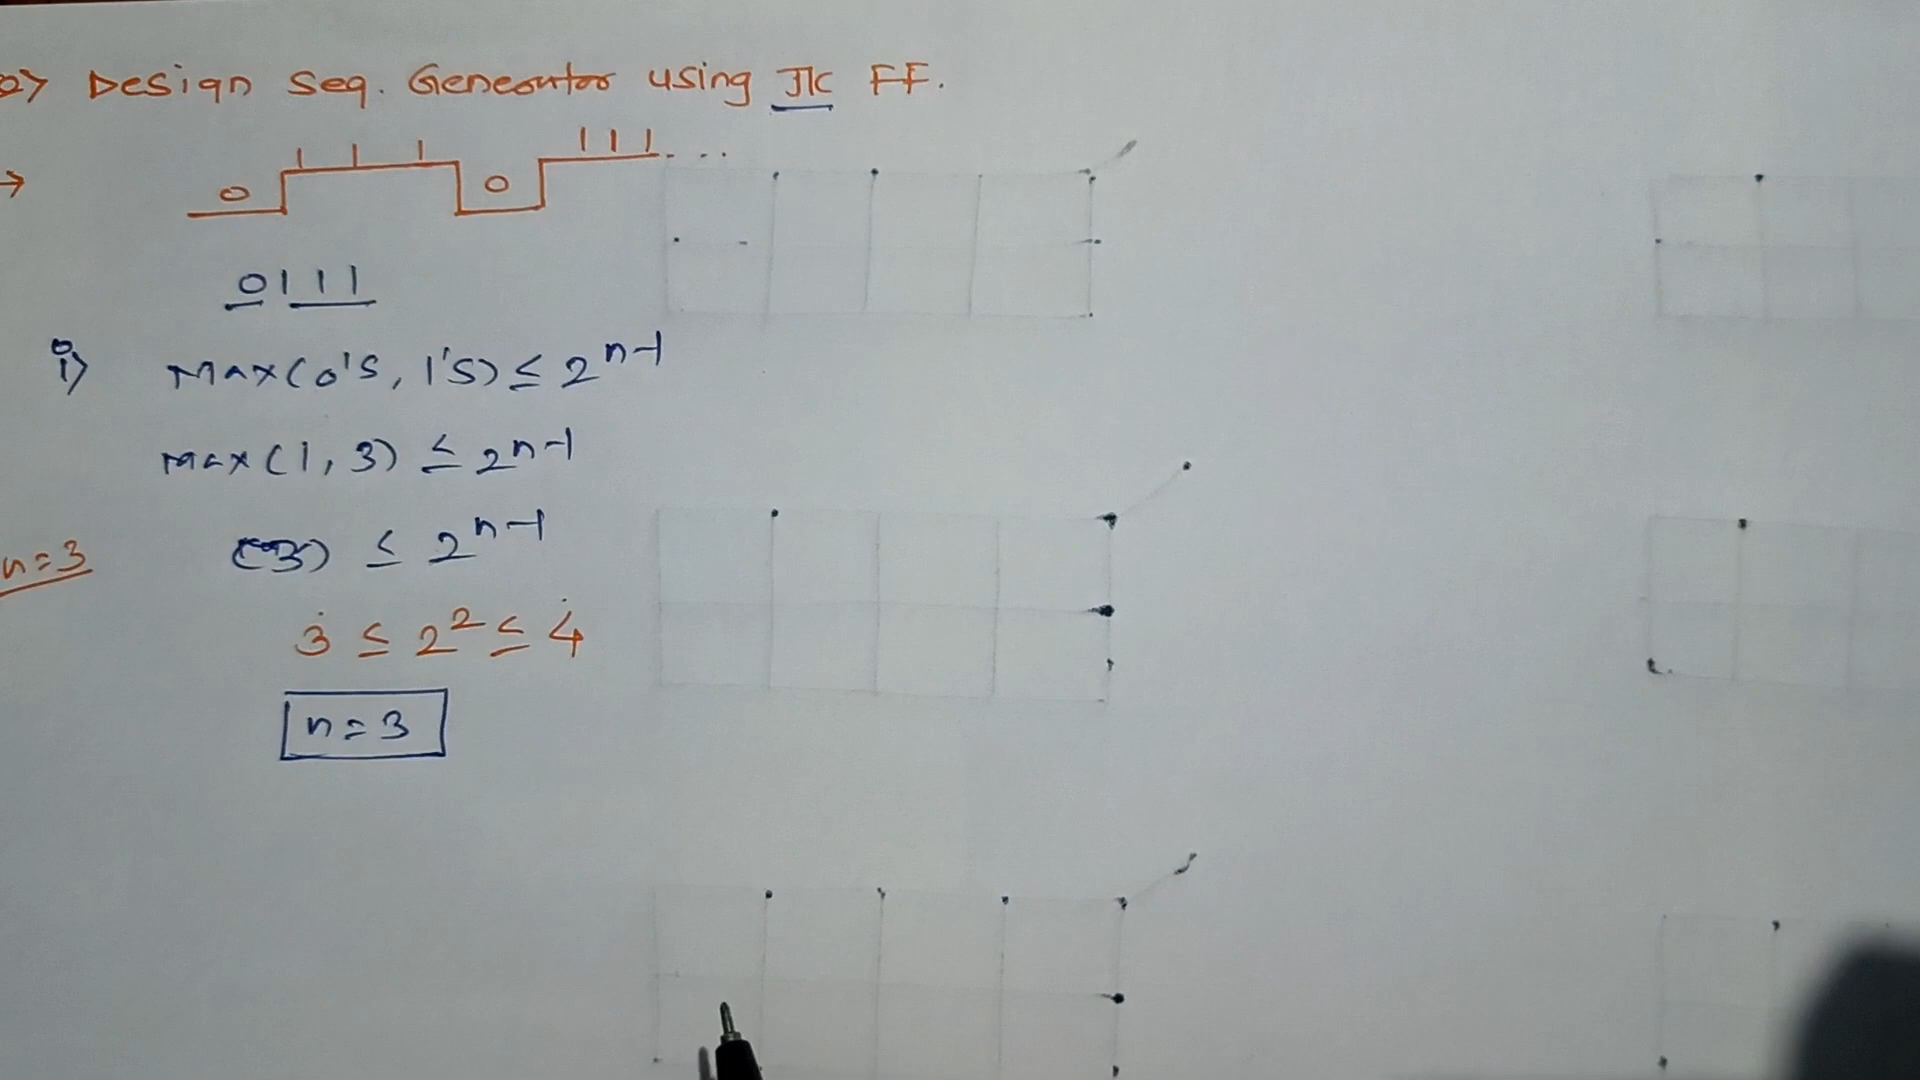 Q> Design Seq. Generator using JK FF.
→ 0 1 1 1 0 1 1 1 ...
0111
i> Max(0's, 1's) ≤ 2^n-1
Max(1, 3) ≤ 2^n-1
n=3 (3) ≤ 2^n-1
3 ≤ 2^2 ≤ 4
n=3